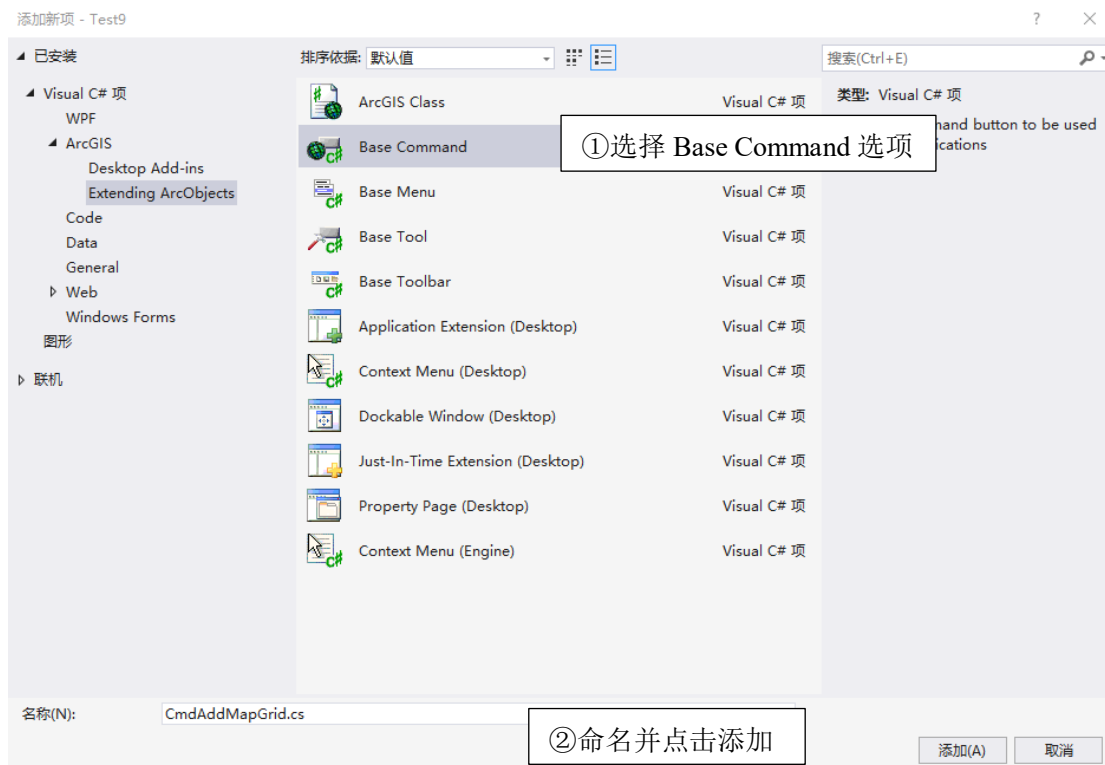 添加新项 - Test9
?
已安装
排序依据: 默认值
搜索(Ctrl+E)
Visual C# 项
WPF
ArcGIS
Desktop Add-ins
Extending ArcObjects
Code
Data
General
Web
Windows Forms
图形
联机
ArcGIS Class Visual C# 项
Base Command
Base Menu Visual C# 项
Base Tool Visual C# 项
Base Toolbar Visual C# 项
Application Extension (Desktop) Visual C# 项
Context Menu (Desktop) Visual C# 项
Dockable Window (Desktop) Visual C# 项
Just-In-Time Extension (Desktop) Visual C# 项
Property Page (Desktop) Visual C# 项
Context Menu (Engine) Visual C# 项
类型: Visual C# 项
button to be used
①选择 Base Command 选项
名称(N): CmdAddMapGrid.cs
②命名并点击添加
添加(A) 取消